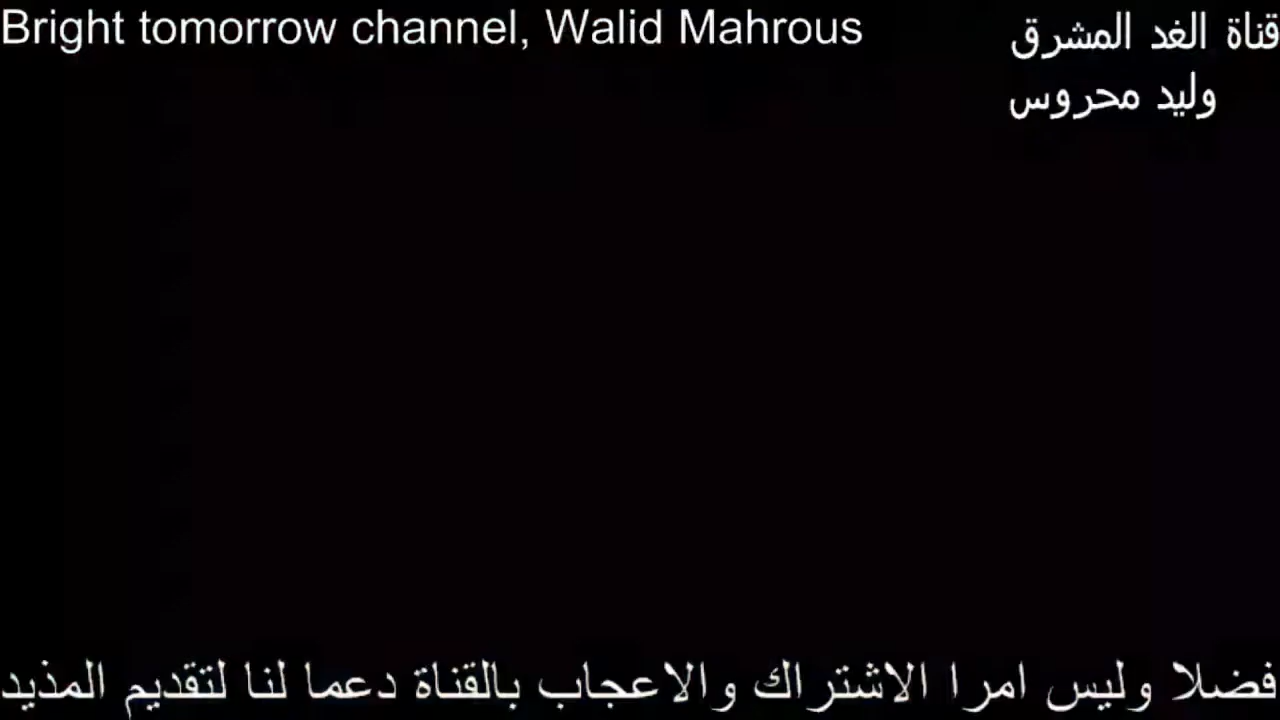 Bright tomorrow channel, Walid Mahrous
قناة الغد المشرق
وليد محروس
فضلا وليس امرا الاشتراك والاعجاب بالقناة دعما لنا لتقديم المذيد